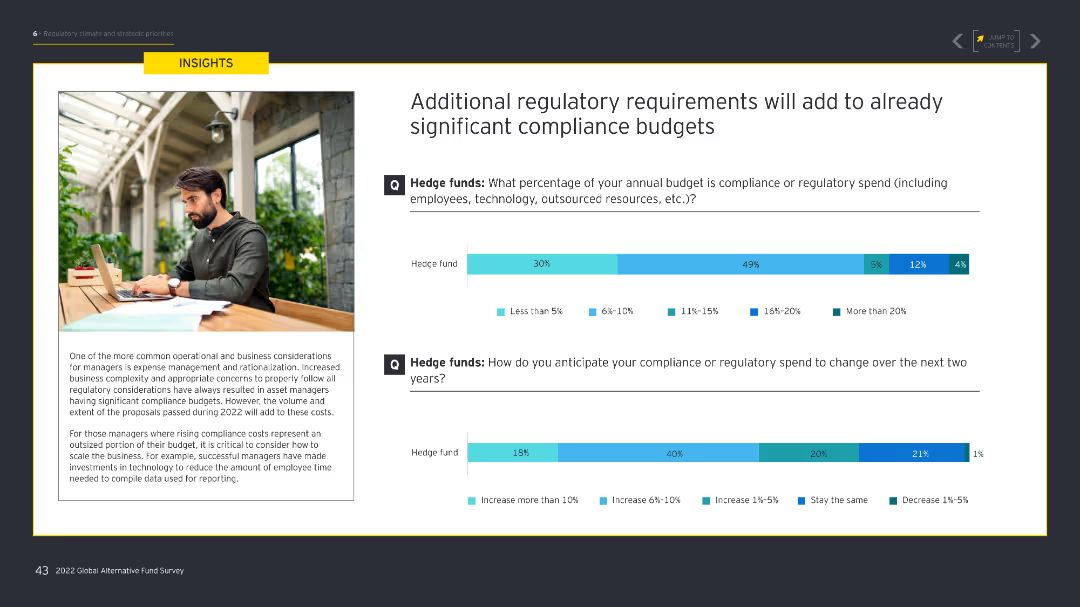 6 • Regulatory climate and strategic priorities
JUMP TO
CONTENTS
INSIGHTS
One of the more common operational and business considerations
for managers is expense management and rationalization. Increased
business complexity and appropriate concerns to properly follow all
regulatory considerations have always resulted in asset managers
having significant compliance budgets. However, the volume and
extent of the proposals passed during 2022 will add to these costs.
For those managers where rising compliance costs represent an
outsized portion of their budget, it is critical to consider how to
scale the business. For example, successful managers have made
investments in technology to reduce the amount of employee time
needed to compile data used for reporting.
Additional regulatory requirements will add to already
significant compliance budgets
Q Hedge funds: What percentage of your annual budget is compliance or regulatory spend (including
employees, technology, outsourced resources, etc.)?
Hedge fund 30% 49% 5% 12% 4%
Less than 5% 6%-10% 11%-15% 16%-20% More than 20%
Q Hedge funds: How do you anticipate your compliance or regulatory spend to change over the next two
years?
Hedge fund 18% 40% 20% 21% 1%
Increase more than 10% Increase 6%-10% Increase 1%-5% Stay the same Decrease 1%-5%
43 2022 Global Alternative Fund Survey